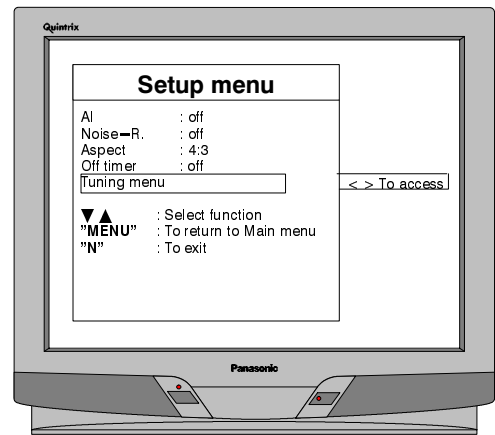 Quintrix
Setup menu
AI : off
Noise–R. : off
Aspect : 4:3
Off timer : off
Tuning menu
< > To access
▼▲ : Select function
”MENU” : To return to Main menu
”N” : To exit
Panasonic